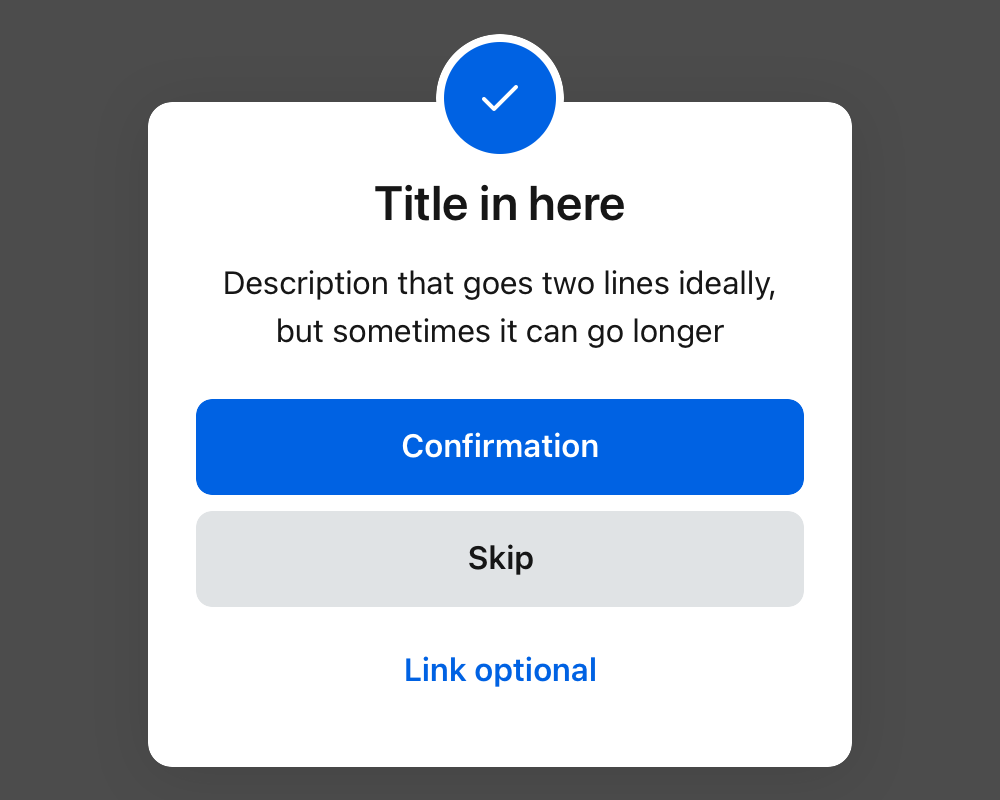 Title in here
Description that goes two lines ideally,
but sometimes it can go longer
Confirmation
Skip
Link optional